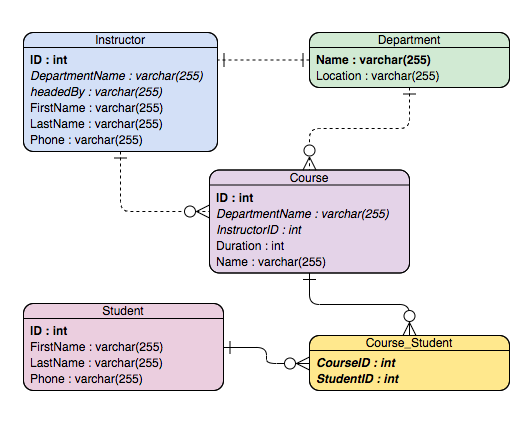 Instructor
ID : int
DepartmentName : varchar(255)
headedBy : varchar(255)
FirstName : varchar(255)
LastName : varchar(255)
Phone : varchar(255)
Department
Name : varchar(255)
Location : varchar(255)
Course
ID : int
DepartmentName : varchar(255)
InstructorID : int
Duration : int
Name : varchar(255)
Student
ID : int
FirstName : varchar(255)
LastName : varchar(255)
Phone : varchar(255)
Course_Student
CourseID : int
StudentID : int